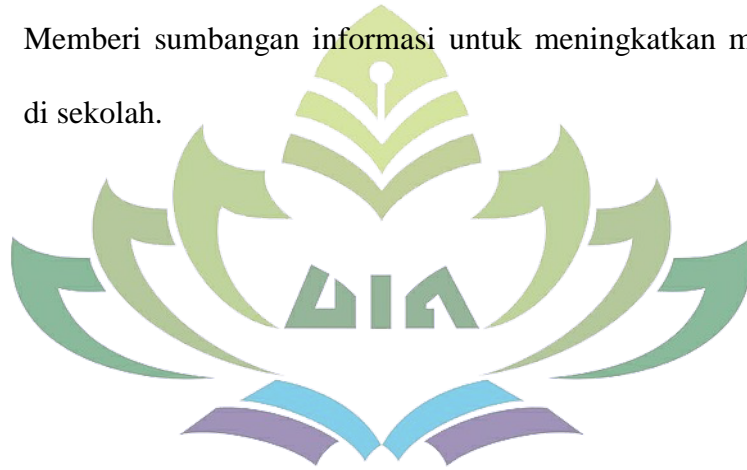 Memberi sumbangan informasi untuk meningkatkan
di sekolah.
UIN